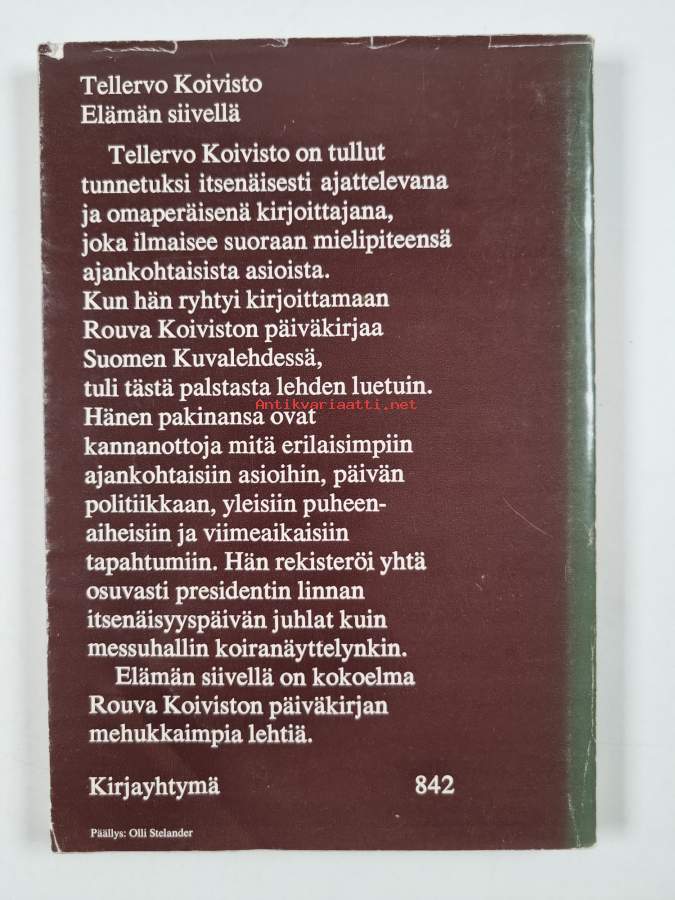 Tellervo Koivisto
Elämän siivellä
Tellervo Koivisto on tullut
tunnetuksi itsenäisesti ajattelevana
ja omaperäisenä kirjoittajana,
joka ilmaisee suoraan mielipiteensä
ajankohtaisista asioista.
Kun hän ryhtyi kirjoittamaan
Rouva Koiviston päiväkirjaa
Suomen Kuvalehdessä,
tuli tästä palstasta lehden luetuin.
Antikvariaatti.net
Hänen pakinansa ovat
kannanottoja mitä erilaisimpiin
ajankohtaisiin asioihin, päivän
politiikkaan, yleisiin puheen-
aiheisiin ja viimeaikaisiin
tapahtumiin. Hän rekisteröi yhtä
osuvasti presidentin linnan
itsenäisyyspäivän juhlat kuin
messuhallin koiranäyttelynkin.
Elämän siivellä on kokoelma
Rouva Koiviston päiväkirjan
mehukkaimpia lehtiä.
Kirjayhtymä 842
Päällys: Olli Stelander